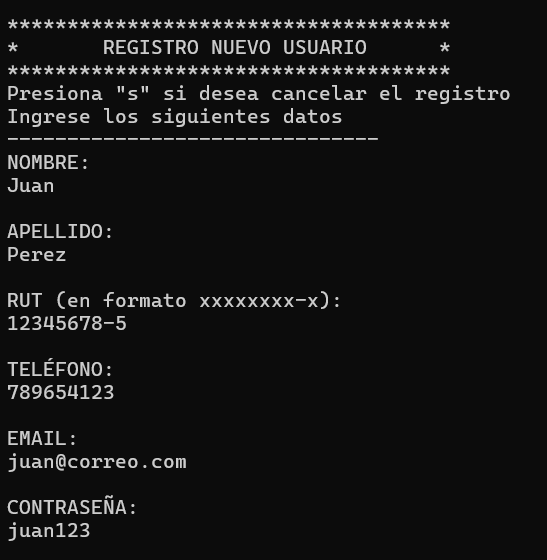 *************************************
*       REGISTRO NUEVO USUARIO      *
*************************************
Presiona "s" si desea cancelar el registro
Ingrese los siguientes datos
-------------------------------
NOMBRE:
Juan
APELLIDO:
Perez
RUT (en formato xxxxxxxx-x):
12345678-5
TELÉFONO:
789654123
EMAIL:
juan@correo.com
CONTRASEÑA:
juan123